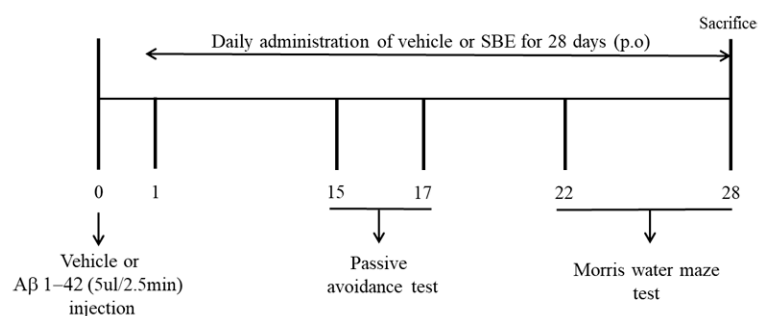 Sacrifice
Daily administration of vehicle or SBE for 28 days (p.o)
0 1 15 17 22 28
Vehicle or
Aβ 1–42 (5ul/2.5min)
injection
Passive
avoidance test
Morris water maze
test